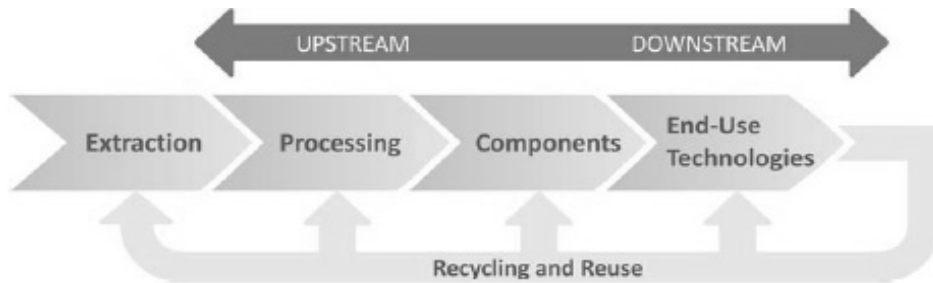 UPSTREAM DOWNSTREAM
Extraction Processing Components End-Use Technologies
Recycling and Reuse